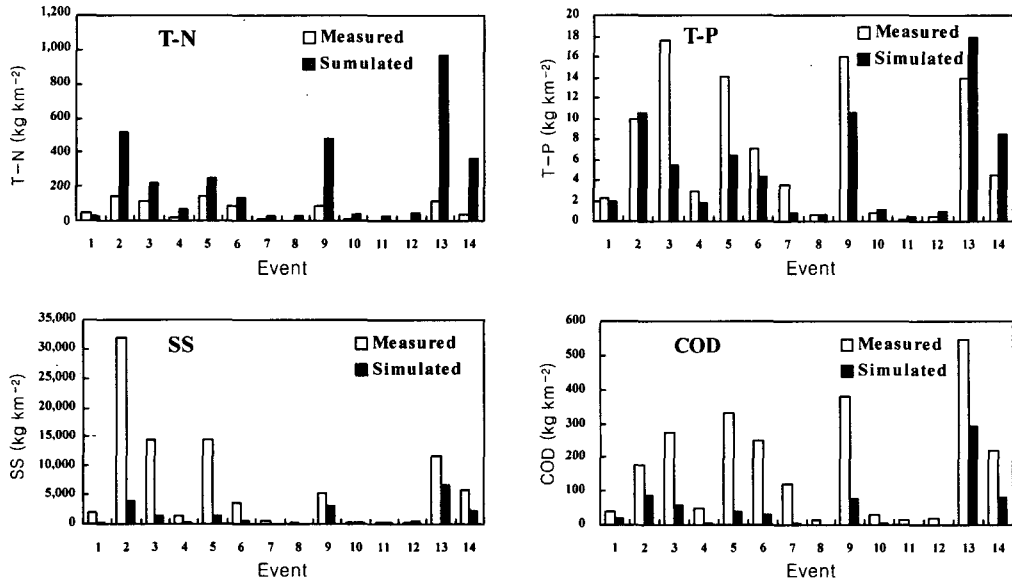 T-N
Measured
Sumulated
T-N (kg km⁻²)
1,000
800
600
400
200
0
1 2 3 4 5 6 7 8 9 10 11 12 13 14
Event
T-P
Measured
Simulated
T-P (kg km⁻²)
20
18
16
14
12
10
8
6
4
2
0
1 2 3 4 5 6 7 8 9 10 11 12 13 14
Event
SS
Measured
Simulated
SS (kg km⁻²)
35,000
30,000
25,000
20,000
15,000
10,000
5,000
0
1 2 3 4 5 6 7 8 9 10 11 12 13 14
Event
COD
Measured
Simulated
COD (kg km⁻²)
600
500
400
300
200
100
0
1 2 3 4 5 6 7 8 9 10 11 12 13 14
Event